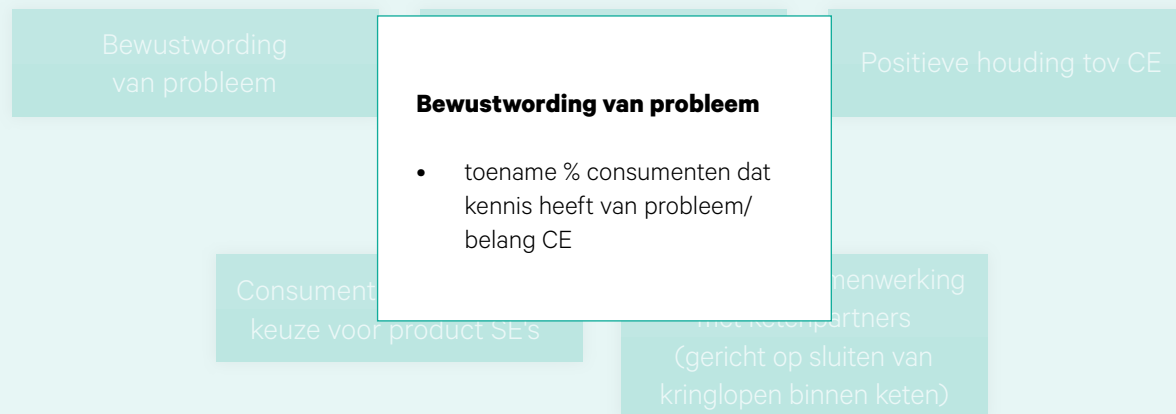 Bewustwording
van probleem
Positieve houding tov CE
Bewustwording van probleem
• toename % consumenten dat
kennis heeft van probleem/
belang CE
Consument
keuze voor product SE's
menwerking
met ketenpartners
(gericht op sluiten van
kringlopen binnen keten)